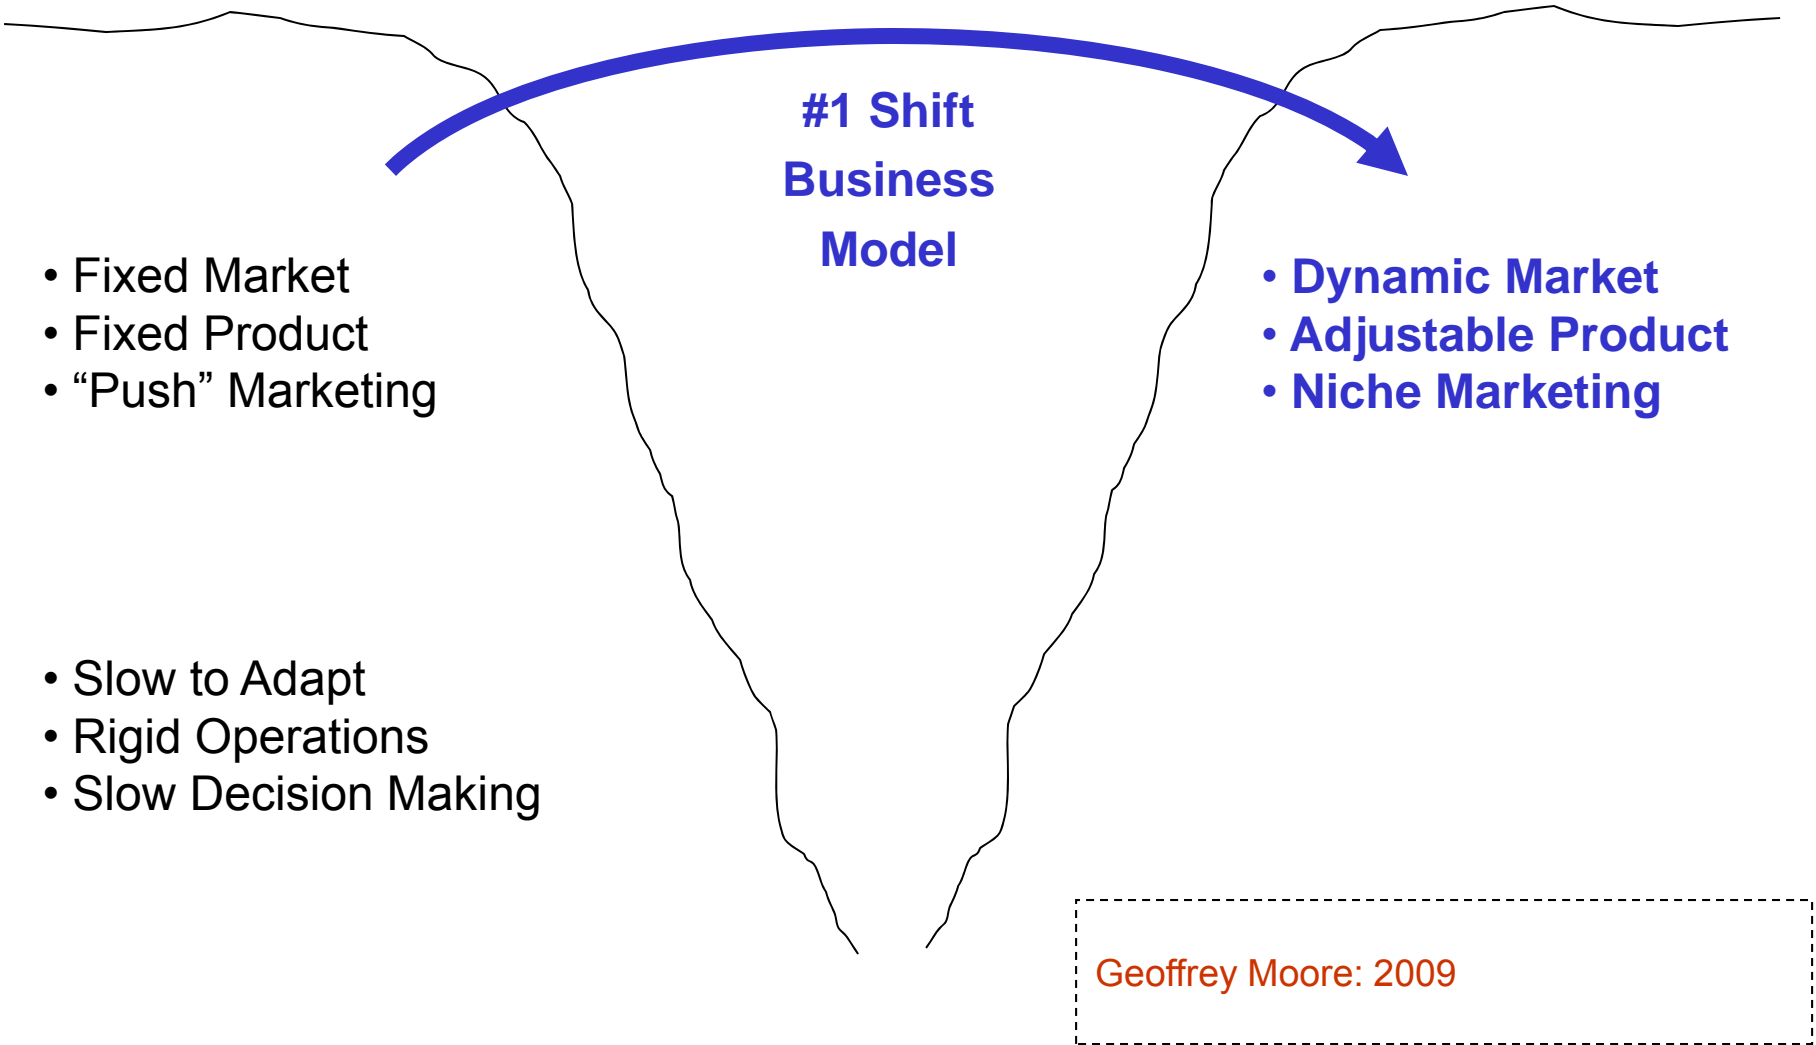 #1 Shift
Business
Model
• Fixed Market
• Fixed Product
• “Push” Marketing
• Dynamic Market
• Adjustable Product
• Niche Marketing
• Slow to Adapt
• Rigid Operations
• Slow Decision Making
Geoffrey Moore: 2009